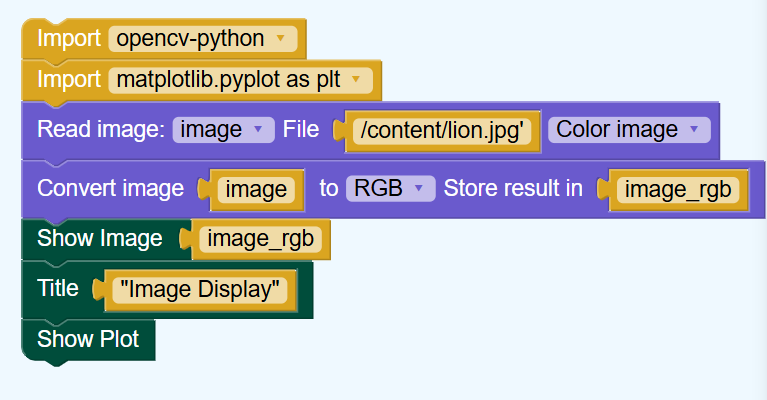 Import opencv-python
Import matplotlib.pyplot as plt
Read image: image File /content/lion.jpg' Color image
Convert image image to RGB Store result in image_rgb
Show Image image_rgb
Title "Image Display"
Show Plot